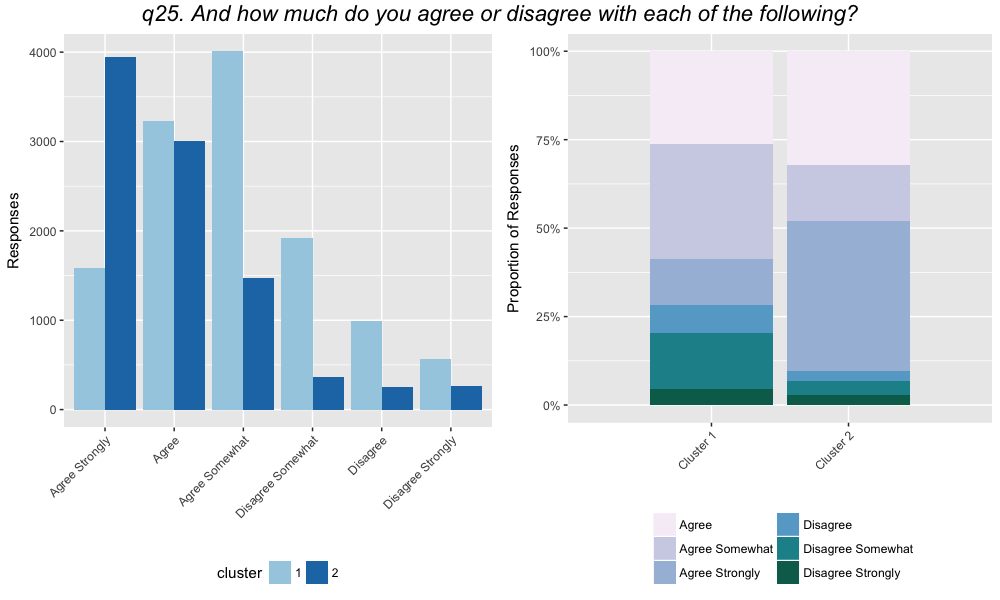 q25. And how much do you agree or disagree with each of the following?
Responses
4000
3000
2000
1000
0
Agree Strongly
Agree
Agree Somewhat
Disagree Somewhat
Disagree
Disagree Strongly
cluster 1 2
Proportion of Responses
100%
75%
50%
25%
0%
Cluster 1
Cluster 2
Agree
Agree Somewhat
Agree Strongly
Disagree
Disagree Somewhat
Disagree Strongly